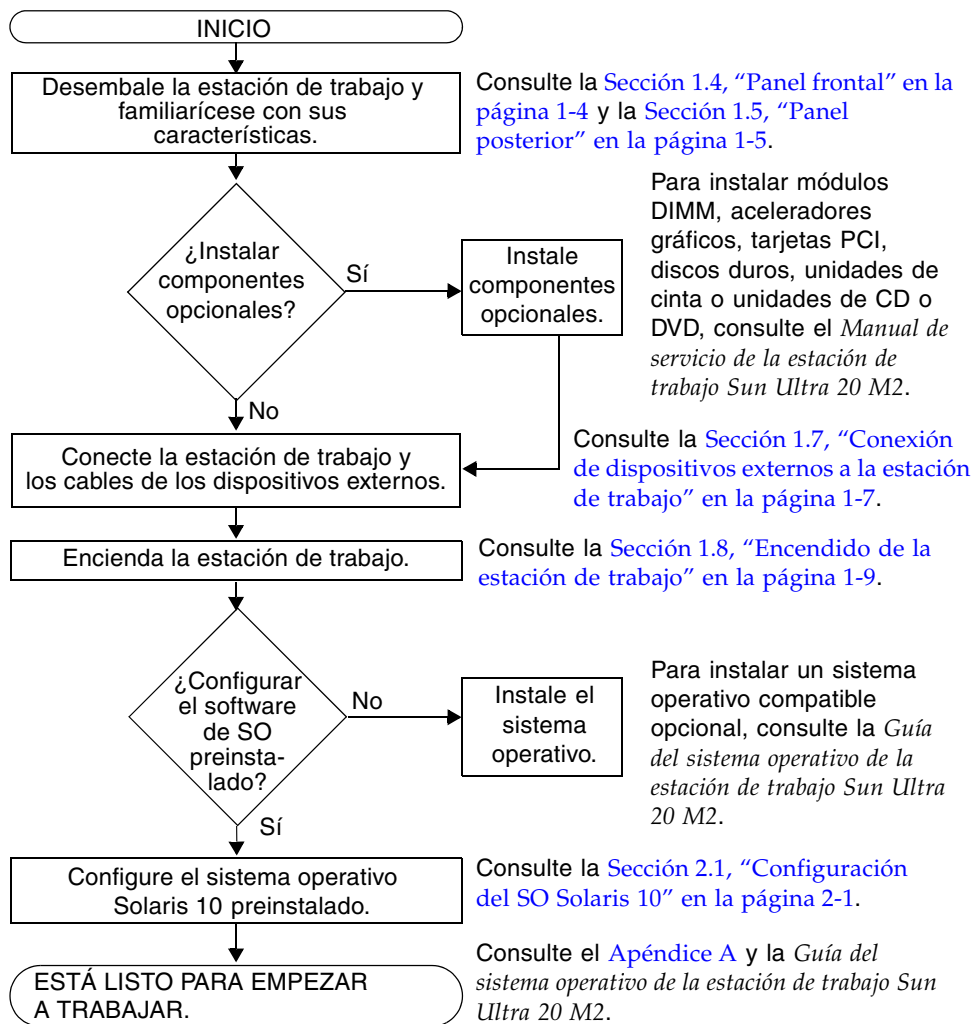 INICIO
Desembale la estación de trabajo y
familiarícese con sus
características.
Consulte la Sección 1.4, “Panel frontal” en la
página 1-4 y la Sección 1.5, “Panel
posterior” en la página 1-5.
¿Instalar
componentes
opcionales?
Sí
Instale
componentes
opcionales.
Para instalar módulos
DIMM, aceleradores
gráficos, tarjetas PCI,
discos duros, unidades de
cinta o unidades de CD o
DVD, consulte el Manual de
servicio de la estación de
trabajo Sun Ultra 20 M2.
No
Conecte la estación de trabajo y
los cables de los dispositivos externos.
Consulte la Sección 1.7, “Conexión
de dispositivos externos a la estación
de trabajo” en la página 1-7.
Encienda la estación de trabajo.
Consulte la Sección 1.8, “Encendido de la
estación de trabajo” en la página 1-9.
¿Configurar
el software
de SO
preinsta-
lado?
No
Instale el
sistema
operativo.
Para instalar un sistema
operativo compatible
opcional, consulte la Guía
del sistema operativo de la
estación de trabajo Sun Ultra
20 M2.
Sí
Configure el sistema operativo
Solaris 10 preinstalado.
Consulte la Sección 2.1, “Configuración
del SO Solaris 10” en la página 2-1.
ESTÁ LISTO PARA EMPEZAR
A TRABAJAR.
Consulte el Apéndice A y la Guía del
sistema operativo de la estación de trabajo Sun
Ultra 20 M2.